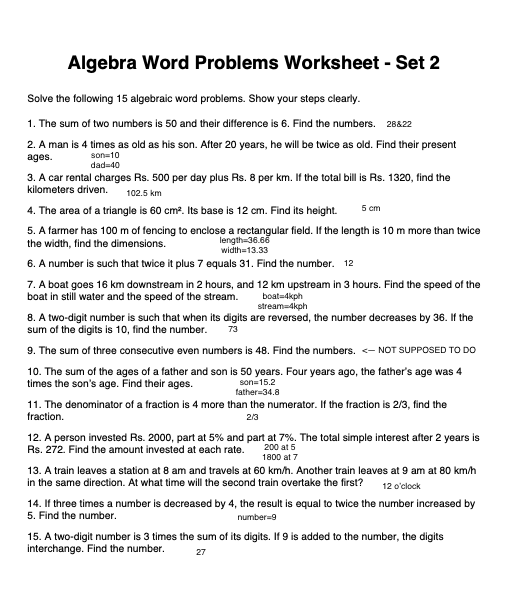 Algebra Word Problems Worksheet - Set 2
Solve the following 15 algebraic word problems. Show your steps clearly.
1. The sum of two numbers is 50 and their difference is 6. Find the numbers. 28&22
2. A man is 4 times as old as his son. After 20 years, he will be twice as old. Find their present
ages. son=10
dad=40
3. A car rental charges Rs. 500 per day plus Rs. 8 per km. If the total bill is Rs. 1320, find the
kilometers driven. 102.5 km
4. The area of a triangle is 60 cm². Its base is 12 cm. Find its height. 5 cm
5. A farmer has 100 m of fencing to enclose a rectangular field. If the length is 10 m more than twice
the width, find the dimensions. length=36.66
width=13.33
6. A number is such that twice it plus 7 equals 31. Find the number. 12
7. A boat goes 16 km downstream in 2 hours, and 12 km upstream in 3 hours. Find the speed of the
boat in still water and the speed of the stream. boat=4kph
stream=4kph
8. A two-digit number is such that when its digits are reversed, the number decreases by 36. If the
sum of the digits is 10, find the number. 73
9. The sum of three consecutive even numbers is 48. Find the numbers. <-- NOT SUPPOSED TO DO
10. The sum of the ages of a father and son is 50 years. Four years ago, the father's age was 4
times the son's age. Find their ages. son=15.2
father=34.8
11. The denominator of a fraction is 4 more than the numerator. If the fraction is 2/3, find the
fraction. 2/3
12. A person invested Rs. 2000, part at 5% and part at 7%. The total simple interest after 2 years is
Rs. 272. Find the amount invested at each rate. 200 at 5
1800 at 7
13. A train leaves a station at 8 am and travels at 60 km/h. Another train leaves at 9 am at 80 km/h
in the same direction. At what time will the second train overtake the first? 12 o'clock
14. If three times a number is decreased by 4, the result is equal to twice the number increased by
5. Find the number. number=9
15. A two-digit number is 3 times the sum of its digits. If 9 is added to the number, the digits
interchange. Find the number. 27